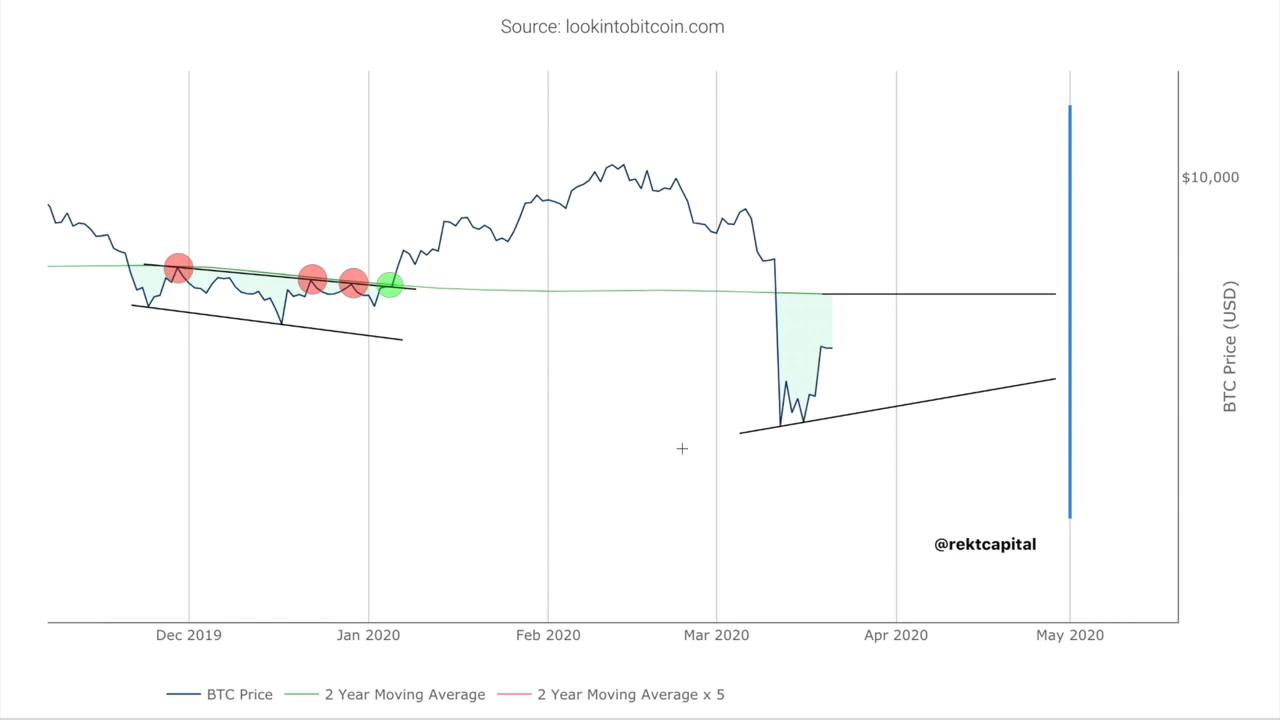 Source: lookintobitcoin.com
$10,000
BTC Price (USD)
@rektcapital
Dec 2019 Jan 2020 Feb 2020 Mar 2020 Apr 2020 May 2020
BTC Price 2 Year Moving Average 2 Year Moving Average x 5